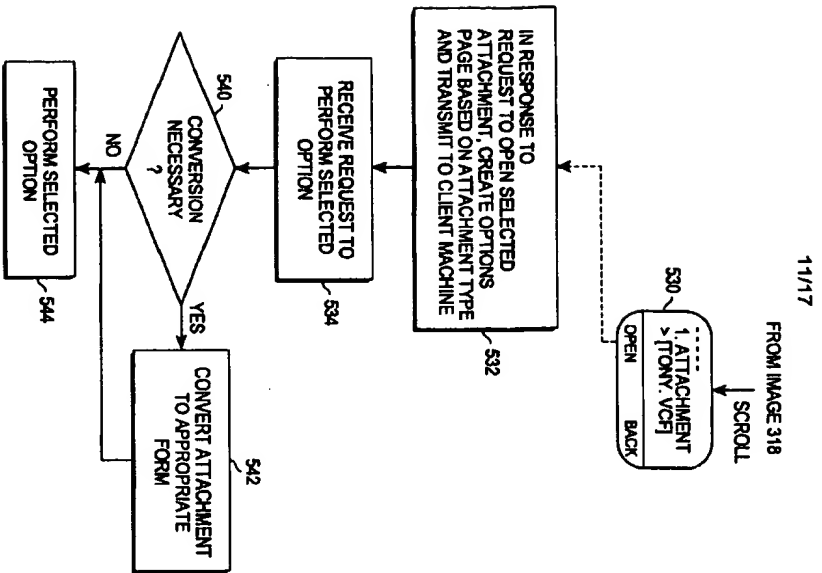 11/17
FROM IMAGE 318
SCROLL
530
-----
1. ATTACHMENT
> [TONY. VCF]
OPEN BACK
IN RESPONSE TO
REQUEST TO OPEN SELECTED
ATTACHMENT, CREATE OPTIONS
PAGE BASED ON ATTACHMENT TYPE
AND TRANSMIT TO CLIENT MACHINE
532
RECEIVE REQUEST TO
PERFORM SELECTED
OPTION
534
540
CONVERSION
NECESSARY
?
YES
NO
CONVERT ATTACHMENT
TO APPROPRIATE
FORM
542
PERFORM SELECTED
OPTION
544